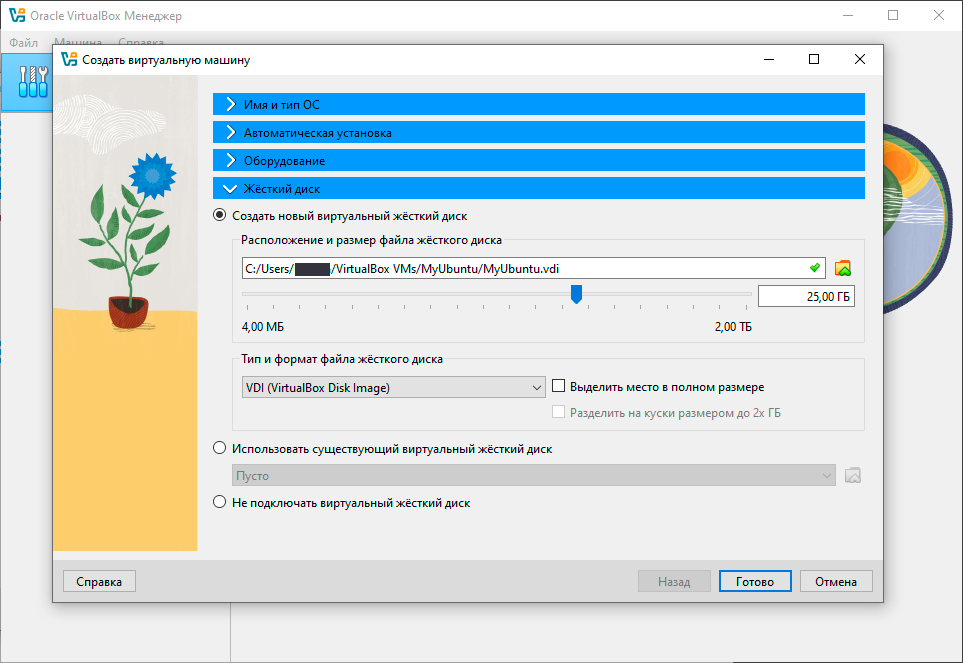 Oracle VirtualBox Менеджер
Файл Машина Справка
Создать виртуальную машину
Имя и тип ОС
Автоматическая установка
Оборудование
Жёсткий диск
Создать новый виртуальный жёсткий диск
Расположение и размер файла жёсткого диска
C:/Users/ /VirtualBox VMs/MyUbuntu/MyUbuntu.vdi
25,00 ГБ
4,00 МБ 2,00 ТБ
Тип и формат файла жёсткого диска
VDI (VirtualBox Disk Image) Выделить место в полном размере
Разделить на куски размером до 2х ГБ
Использовать существующий виртуальный жёсткий диск
Пусто
Не подключать виртуальный жёсткий диск
Справка Назад Готово Отмена